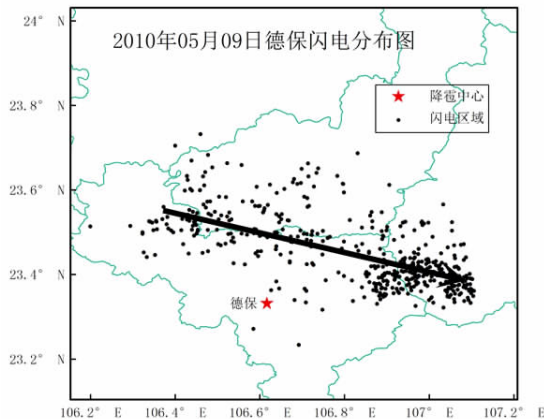 2010年05月09日德保闪电分布图
降雹中心
闪电区域
24° N
23.8° N
23.6° N
23.4° N
23.2° N
德保
106.2° E 106.4° E 106.6° E 106.8° E 107° E 107.2° E